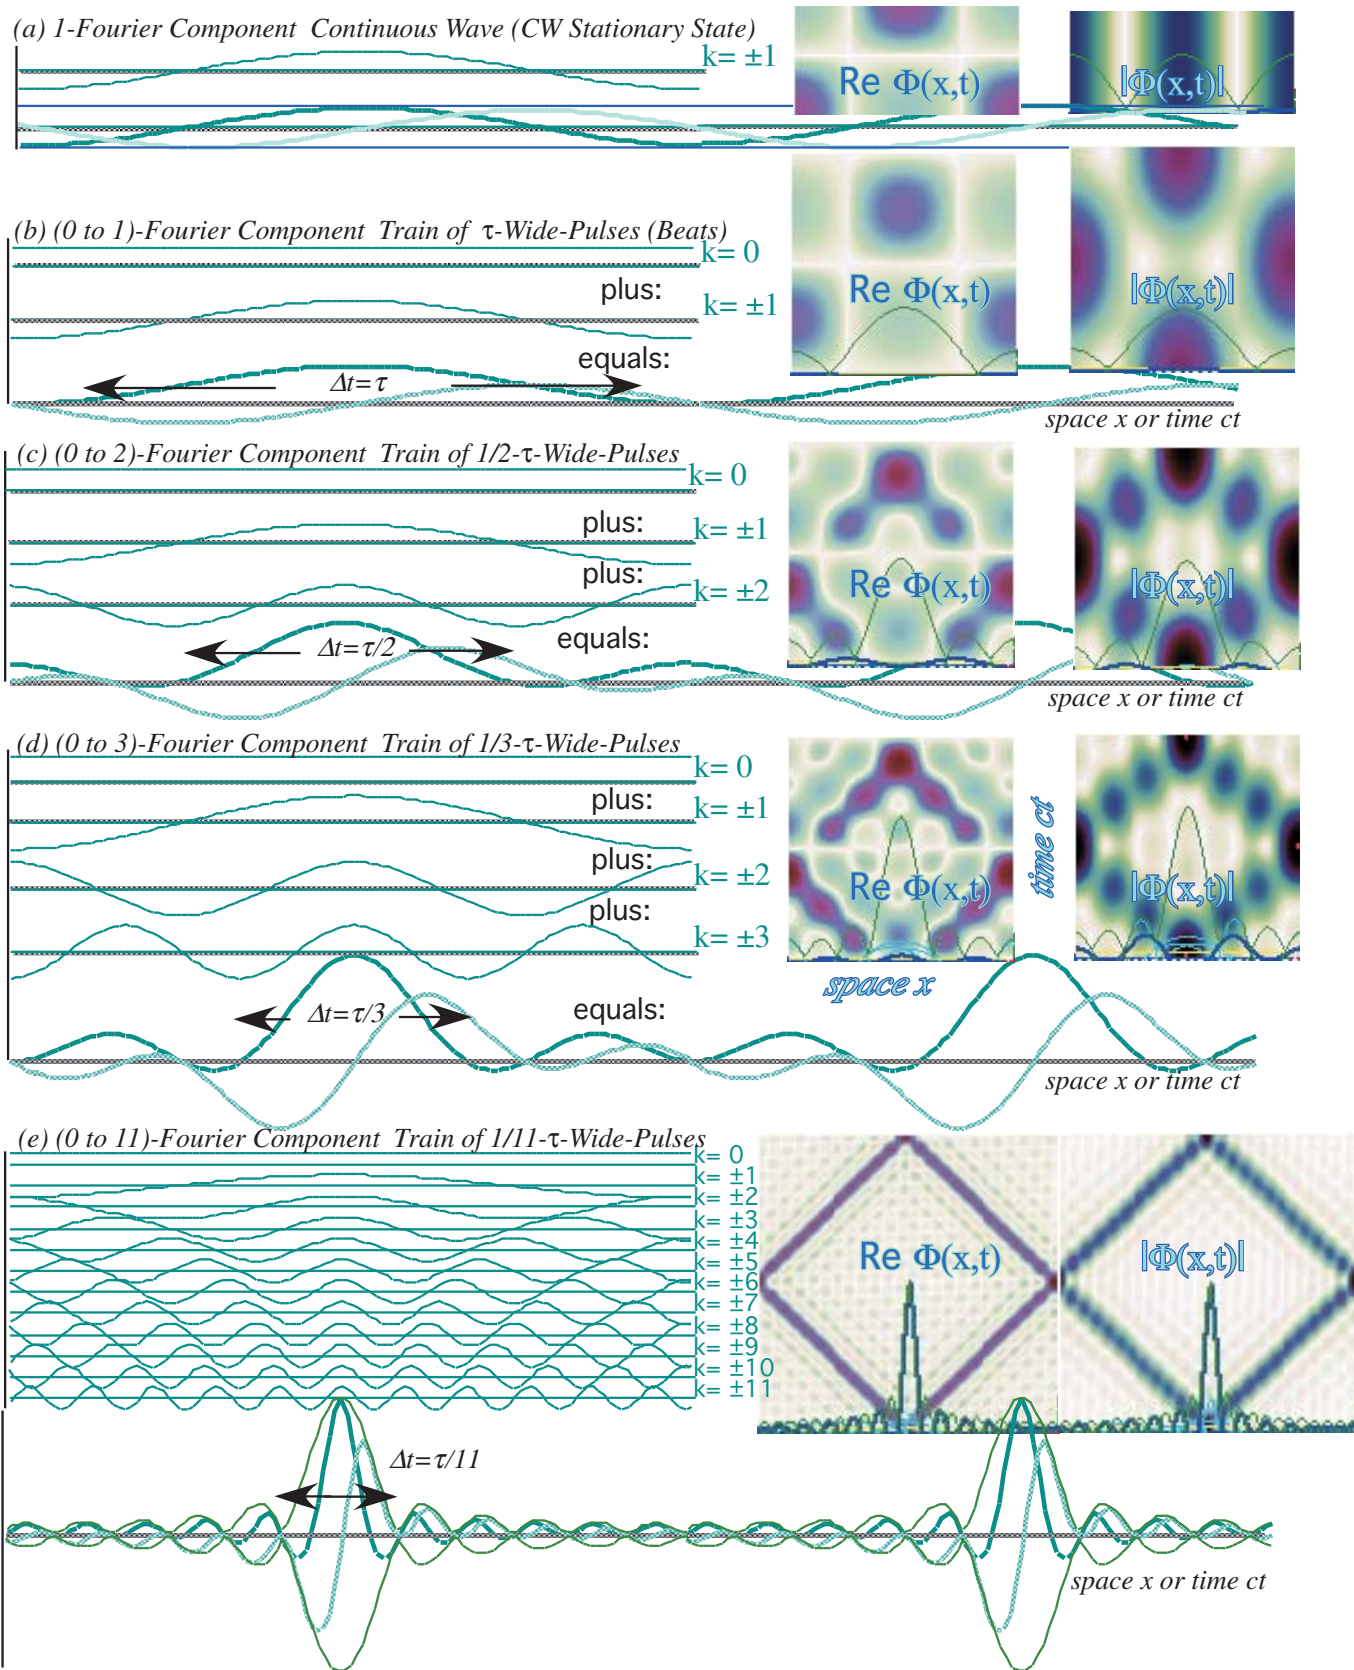 (a) 1-Fourier Component Continuous Wave (CW Stationary State)
k= ±1
Re Φ(x,t)
|Φ(x,t)|
(b) (0 to 1)-Fourier Component Train of τ-Wide-Pulses (Beats)
k= 0
plus:
k= ±1
Re Φ(x,t)
|Φ(x,t)|
equals:
Δt=τ
space x or time ct
(c) (0 to 2)-Fourier Component Train of 1/2-τ-Wide-Pulses
k= 0
plus:
k= ±1
plus:
k= ±2
Re Φ(x,t)
|Φ(x,t)|
equals:
Δt=τ/2
space x or time ct
(d) (0 to 3)-Fourier Component Train of 1/3-τ-Wide-Pulses
k= 0
plus:
k= ±1
plus:
k= ±2
plus:
k= ±3
Re Φ(x,t)
time ct
|Φ(x,t)|
space x
equals:
Δt=τ/3
space x or time ct
(e) (0 to 11)-Fourier Component Train of 1/11-τ-Wide-Pulses
k= 0
k= ±1
k= ±2
k= ±3
k= ±4
k= ±5
k= ±6
k= ±7
k= ±8
k= ±9
k= ±10
k= ±11
Re Φ(x,t)
|Φ(x,t)|
Δt=τ/11
space x or time ct